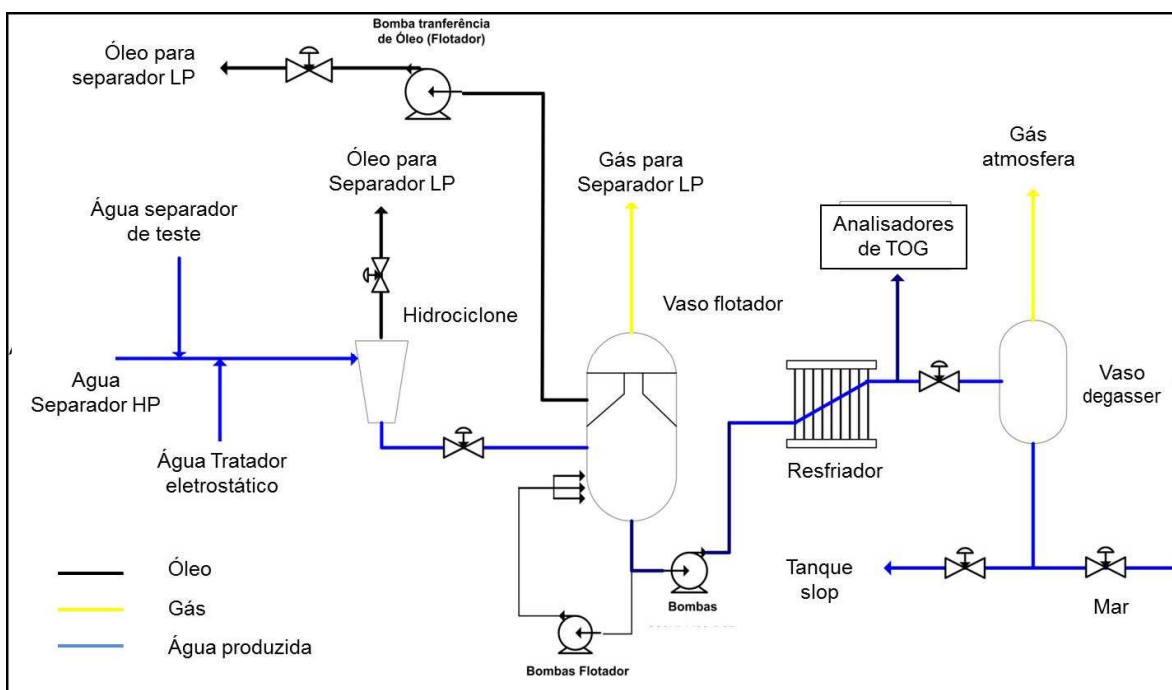 Bomba tranferência
de Óleo (Flotador)
Óleo para
separador LP
Óleo para
Separador LP
Gás para
Separador LP
Gás
atmosfera
Analisadores
de TOG
Água separador
de teste
Hidrociclone
Vaso flotador
Agua
Separador HP
Vaso
degasser
Água Tratador
eletrostático
Resfriador
Óleo
Gás
Água produzida
Bombas
Bombas Flotador
Tanque
slop
Mar